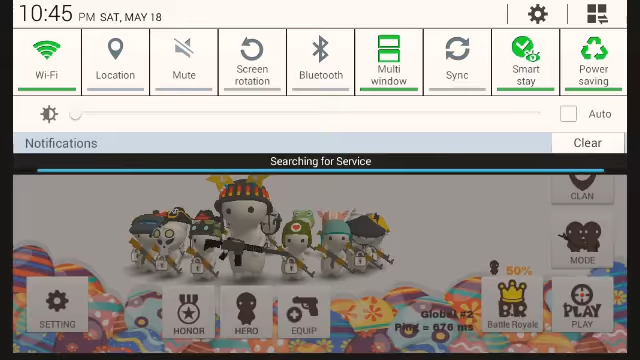 10:45 PM SAT, MAY 18
Wi-Fi
Location
Mute
Screen rotation
Bluetooth
Multi window
Sync
Smart stay
Power saving
Auto
Notifications
Clear
Searching for Service
CLAN
MODE
50%
SETTING
HONOR
HERO
EQUIP
Global #2
Ping = 676 ms
BR
Battle Royale
PLAY
PLAY